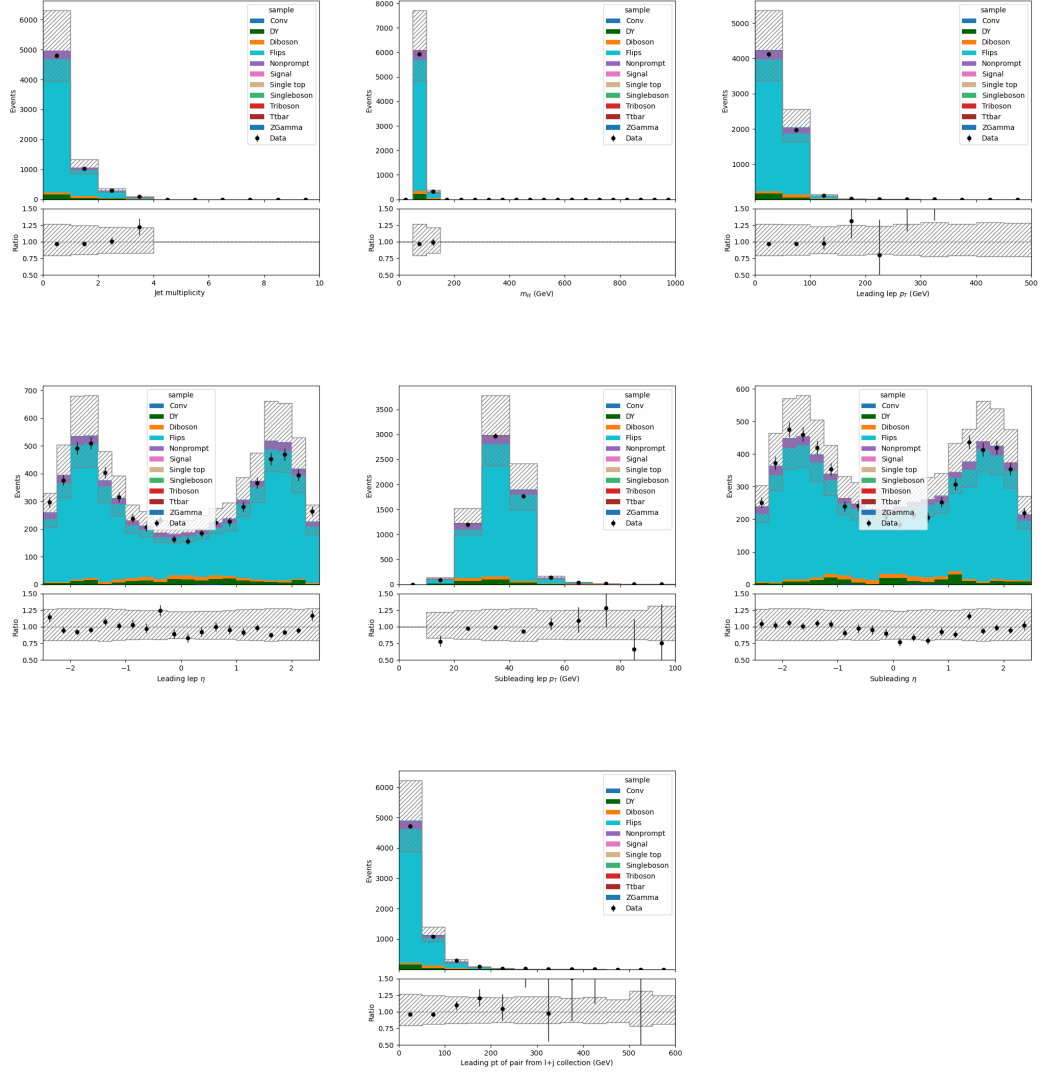 6000
5000
4000
3000
2000
1000
0
Events
sample
Conv
DY
Diboson
Flips
Nonprompt
Signal
Single top
Singleboson
Triboson
Ttbar
ZGamma
Data
1.50
1.25
1.00
0.75
0.50
Ratio
0 2 4 6 8 10
Jet multiplicity
8000
7000
6000
5000
4000
3000
2000
1000
0
Events
sample
Conv
DY
Diboson
Flips
Nonprompt
Signal
Single top
Singleboson
Triboson
Ttbar
ZGamma
Data
1.50
1.25
1.00
0.75
0.50
Ratio
0 200 400 600 800 1000
m_ll (GeV)
5000
4000
3000
2000
1000
0
Events
sample
Conv
DY
Diboson
Flips
Nonprompt
Signal
Single top
Singleboson
Triboson
Ttbar
ZGamma
Data
1.50
1.25
1.00
0.75
0.50
Ratio
0 100 200 300 400 500
Leading lep p_T (GeV)
700
600
500
400
300
200
100
0
Events
sample
Conv
DY
Diboson
Flips
Nonprompt
Signal
Single top
Singleboson
Triboson
Ttbar
ZGamma
Data
1.50
1.25
1.00
0.75
0.50
Ratio
−2 −1 0 1 2
Leading lep η
3500
3000
2500
2000
1500
1000
500
0
Events
sample
Conv
DY
Diboson
Flips
Nonprompt
Signal
Single top
Singleboson
Triboson
Ttbar
ZGamma
Data
1.50
1.25
1.00
0.75
0.50
Ratio
0 20 40 60 80 100
Subleading lep p_T (GeV)
600
500
400
300
200
100
0
Events
sample
Conv
DY
Diboson
Flips
Nonprompt
Signal
Single top
Singleboson
Triboson
Ttbar
ZGamma
Data
1.50
1.25
1.00
0.75
0.50
Ratio
−2 −1 0 1 2
Subleading η
6000
5000
4000
3000
2000
1000
Events
sample
Conv
DY
Diboson
Flips
Nonprompt
Signal
Single top
Singleboson
Triboson
Ttbar
ZGamma
Data
1.50
1.25
1.00
0.75
0.50
Ratio
0 100 200 300 400 500 600
Leading pt of pair from l+j collection (GeV)